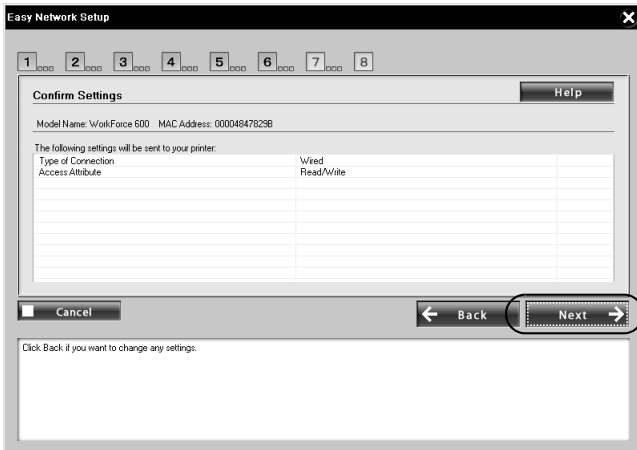 Easy Network Setup
1 2 3 4 5 6 7 8
Confirm Settings
Help
Model Name: WorkForce 600 MAC Address: 00004847829B
The following settings will be sent to your printer:
Type of Connection Wired
Access Attribute Read/Write
Cancel
Back
Next
Click Back if you want to change any settings.